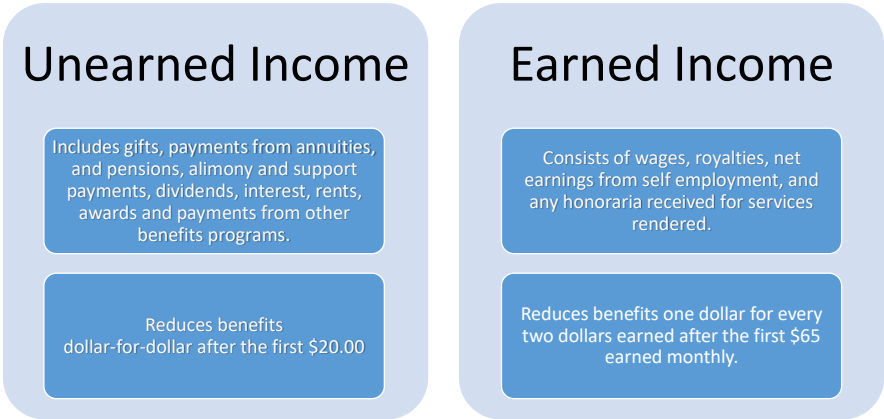 Unearned Income
Includes gifts, payments from annuities,
and pensions, alimony and support
payments, dividends, interest, rents,
awards and payments from other
benefits programs.
Reduces benefits
dollar-for-dollar after the first $20.00
Earned Income
Consists of wages, royalties, net
earnings from self employment, and
any honoraria received for services
rendered.
Reduces benefits one dollar for every
two dollars earned after the first $65
earned monthly.